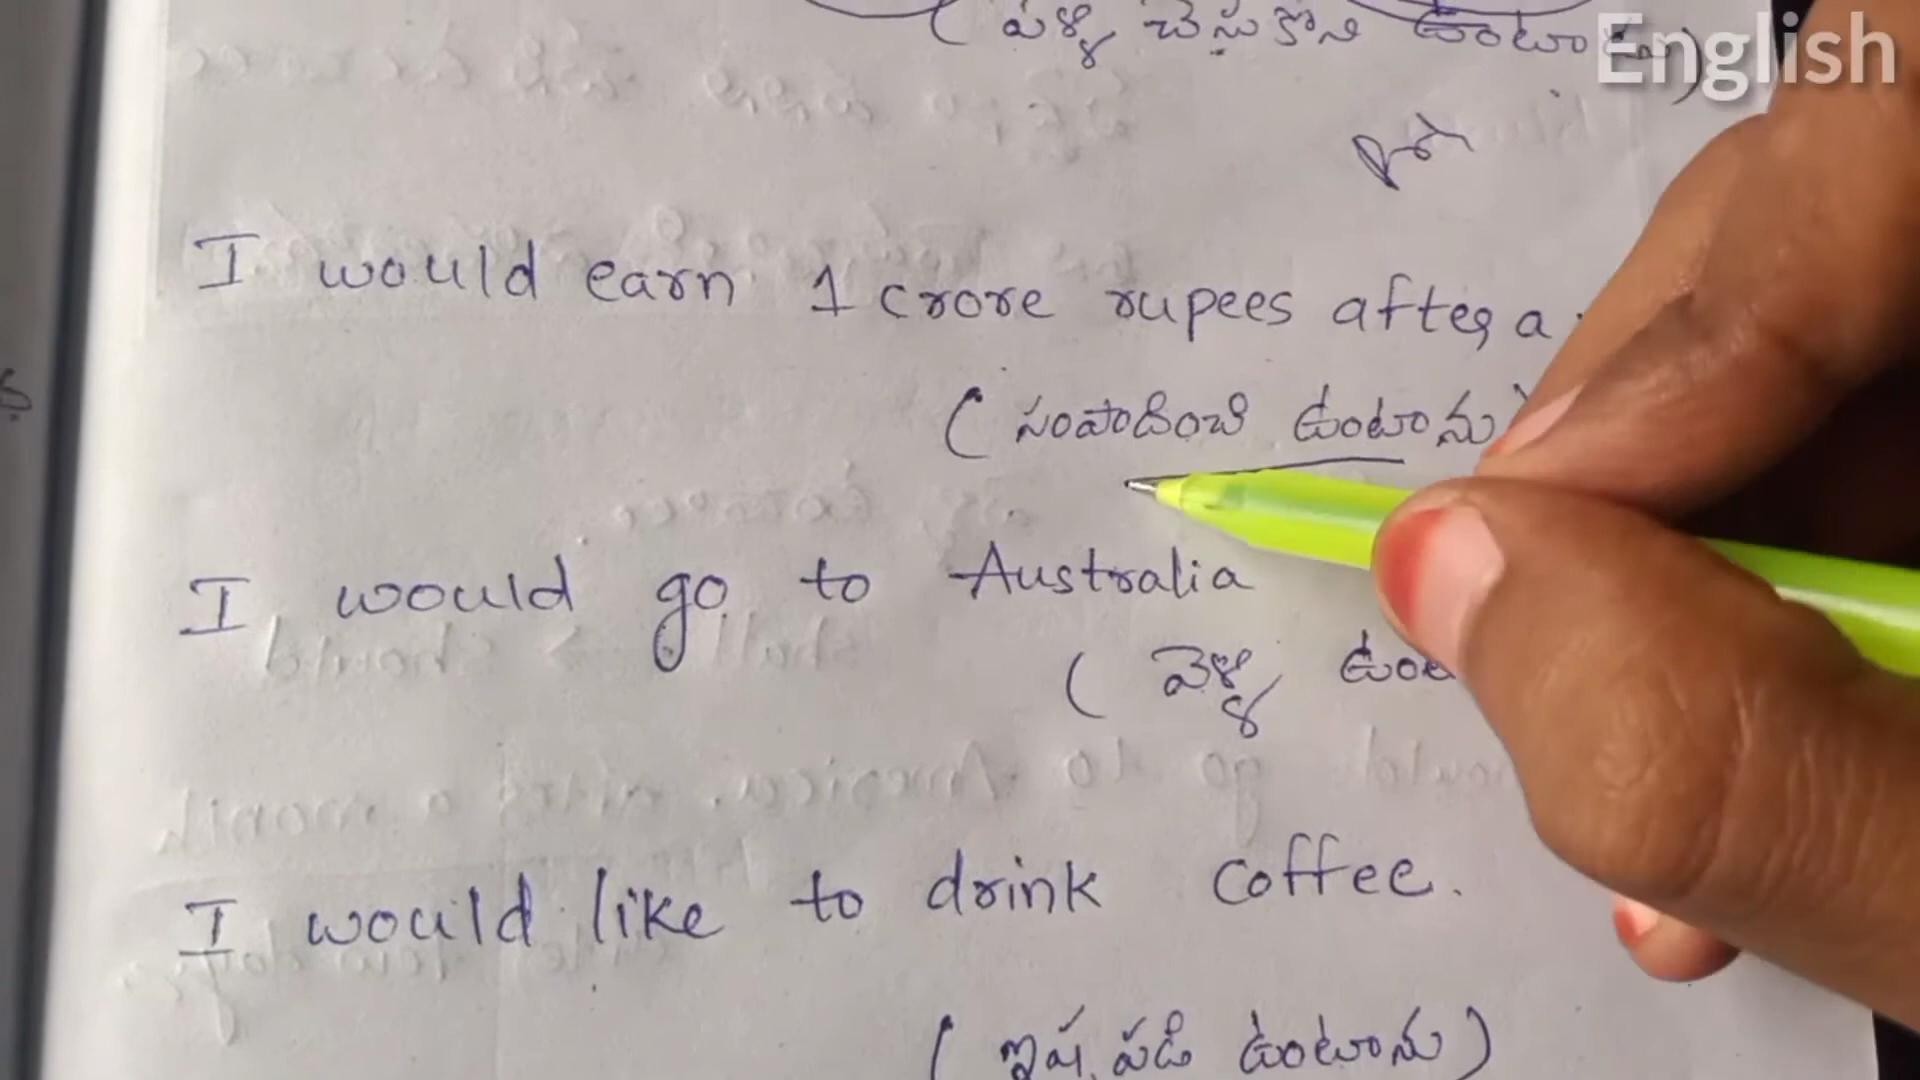 ( పెళ్ళి చేసుకొని ఉంటాడు)
English
I would earn 1 crore rupees after a
( సంపాదించి ఉంటాను)
I would go to Australia
( వెళ్ళి
I would like to drink coffee.
( ఇష్టపడి ఉంటాను)